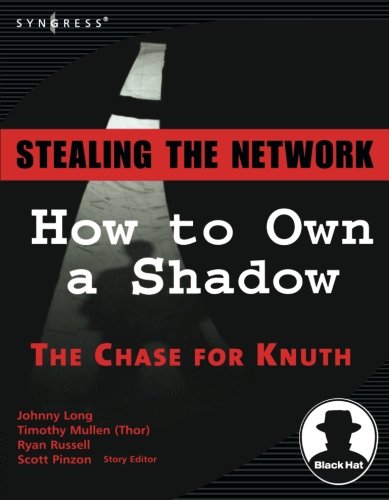 SYNGRESS®
STEALING THE NETWORK
How to Own
a Shadow
THE CHASE FOR KNUTH
Johnny Long
Timothy Mullen (Thor)
Ryan Russell
Scott Pinzon Story Editor
Black Hat